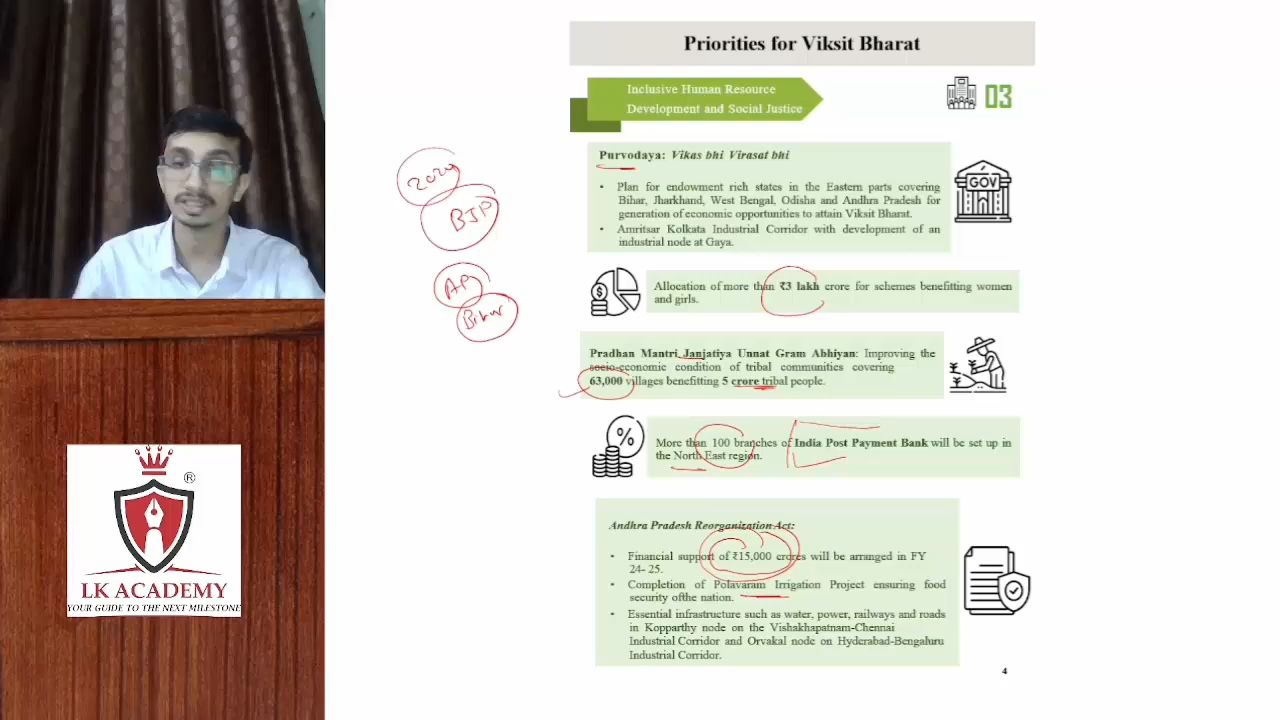 Priorities for Viksit Bharat
Inclusive Human Resource
Development and Social Justice
03
Purvodaya: Vikas bhi Virasat bhi
• Plan for endowment rich states in the Eastern parts covering
Bihar, Jharkhand, West Bengal, Odisha and Andhra Pradesh for
generation of economic opportunities to attain Viksit Bharat.
• Amritsar Kolkata Industrial Corridor with development of an
industrial node at Gaya.
GOV
2024
BJP
AP
Bihar
Allocation of more than ₹3 lakh crore for schemes benefitting women
and girls.
Pradhan Mantri Janjatiya Unnat Gram Abhiyan: Improving the
socio-economic condition of tribal communities covering
63,000 villages benefiting 5 crore tribal people.
%
More than 100 branches of India Post Payment Bank will be set up in
the North East region.
Andhra Pradesh Reorganization Act:
• Financial support of ₹15,000 crores will be arranged in FY
24- 25.
• Completion of Polavaram Irrigation Project ensuring food
security ofthe nation.
• Essential infrastructure such as water, power, railways and roads
in Kopparthy node on the Vishakhapatnam-Chennai
Industrial Corridor and Orvakal node on Hyderabad-Bengaluru
Industrial Corridor.
4
®
LK ACADEMY
YOUR GUIDE TO THE NEXT MILESTONE